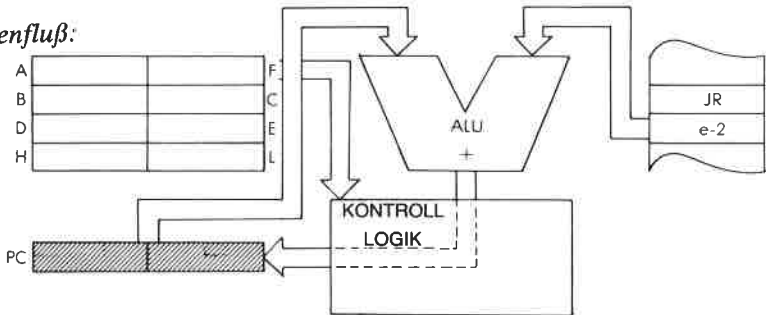 enfluß:
A F
B C JR
D E ALU e-2
H L +
KONTROLL
LOGIK
PC